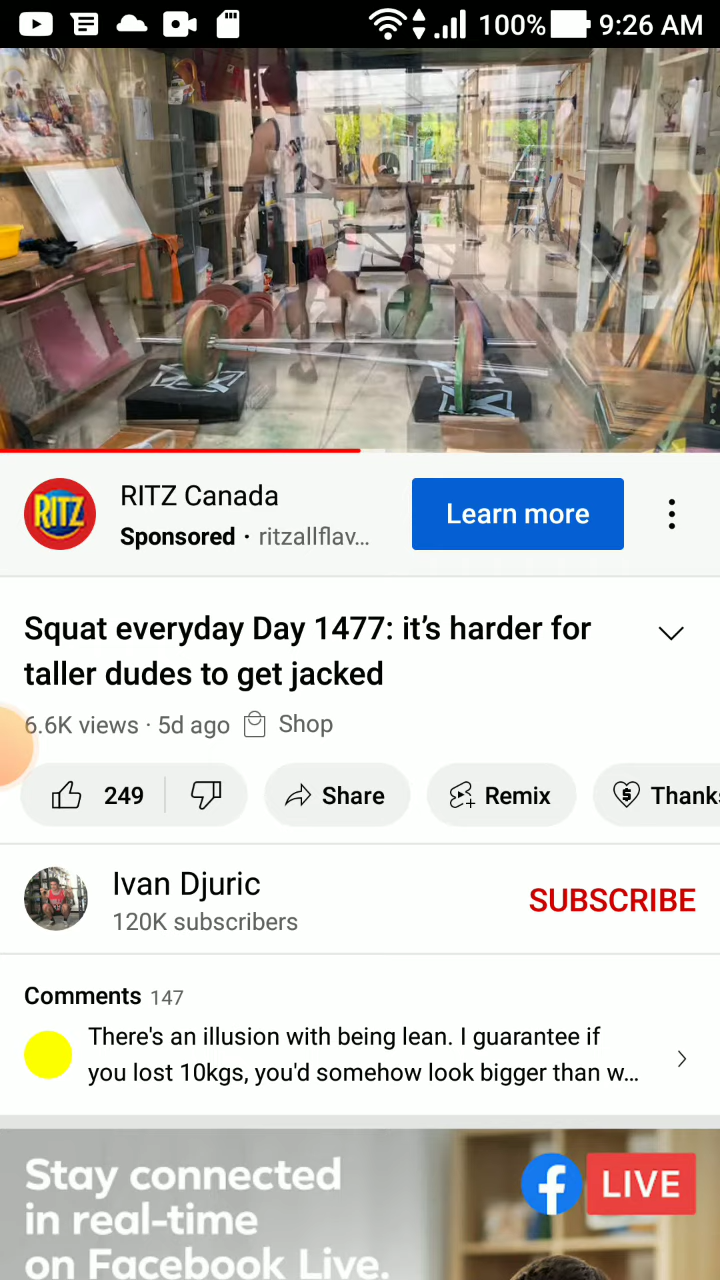 100% 9:26 AM
RITZ
RITZ Canada
Sponsored · ritzallflav...
Learn more
Squat everyday Day 1477: it's harder for
taller dudes to get jacked
6.6K views · 5d ago Shop
249 Share Remix Thanks
Ivan Djuric
120K subscribers
SUBSCRIBE
Comments 147
There's an illusion with being lean. I guarantee if
you lost 10kgs, you'd somehow look bigger than w...
Stay connected
in real-time
on Facebook Live.
f LIVE